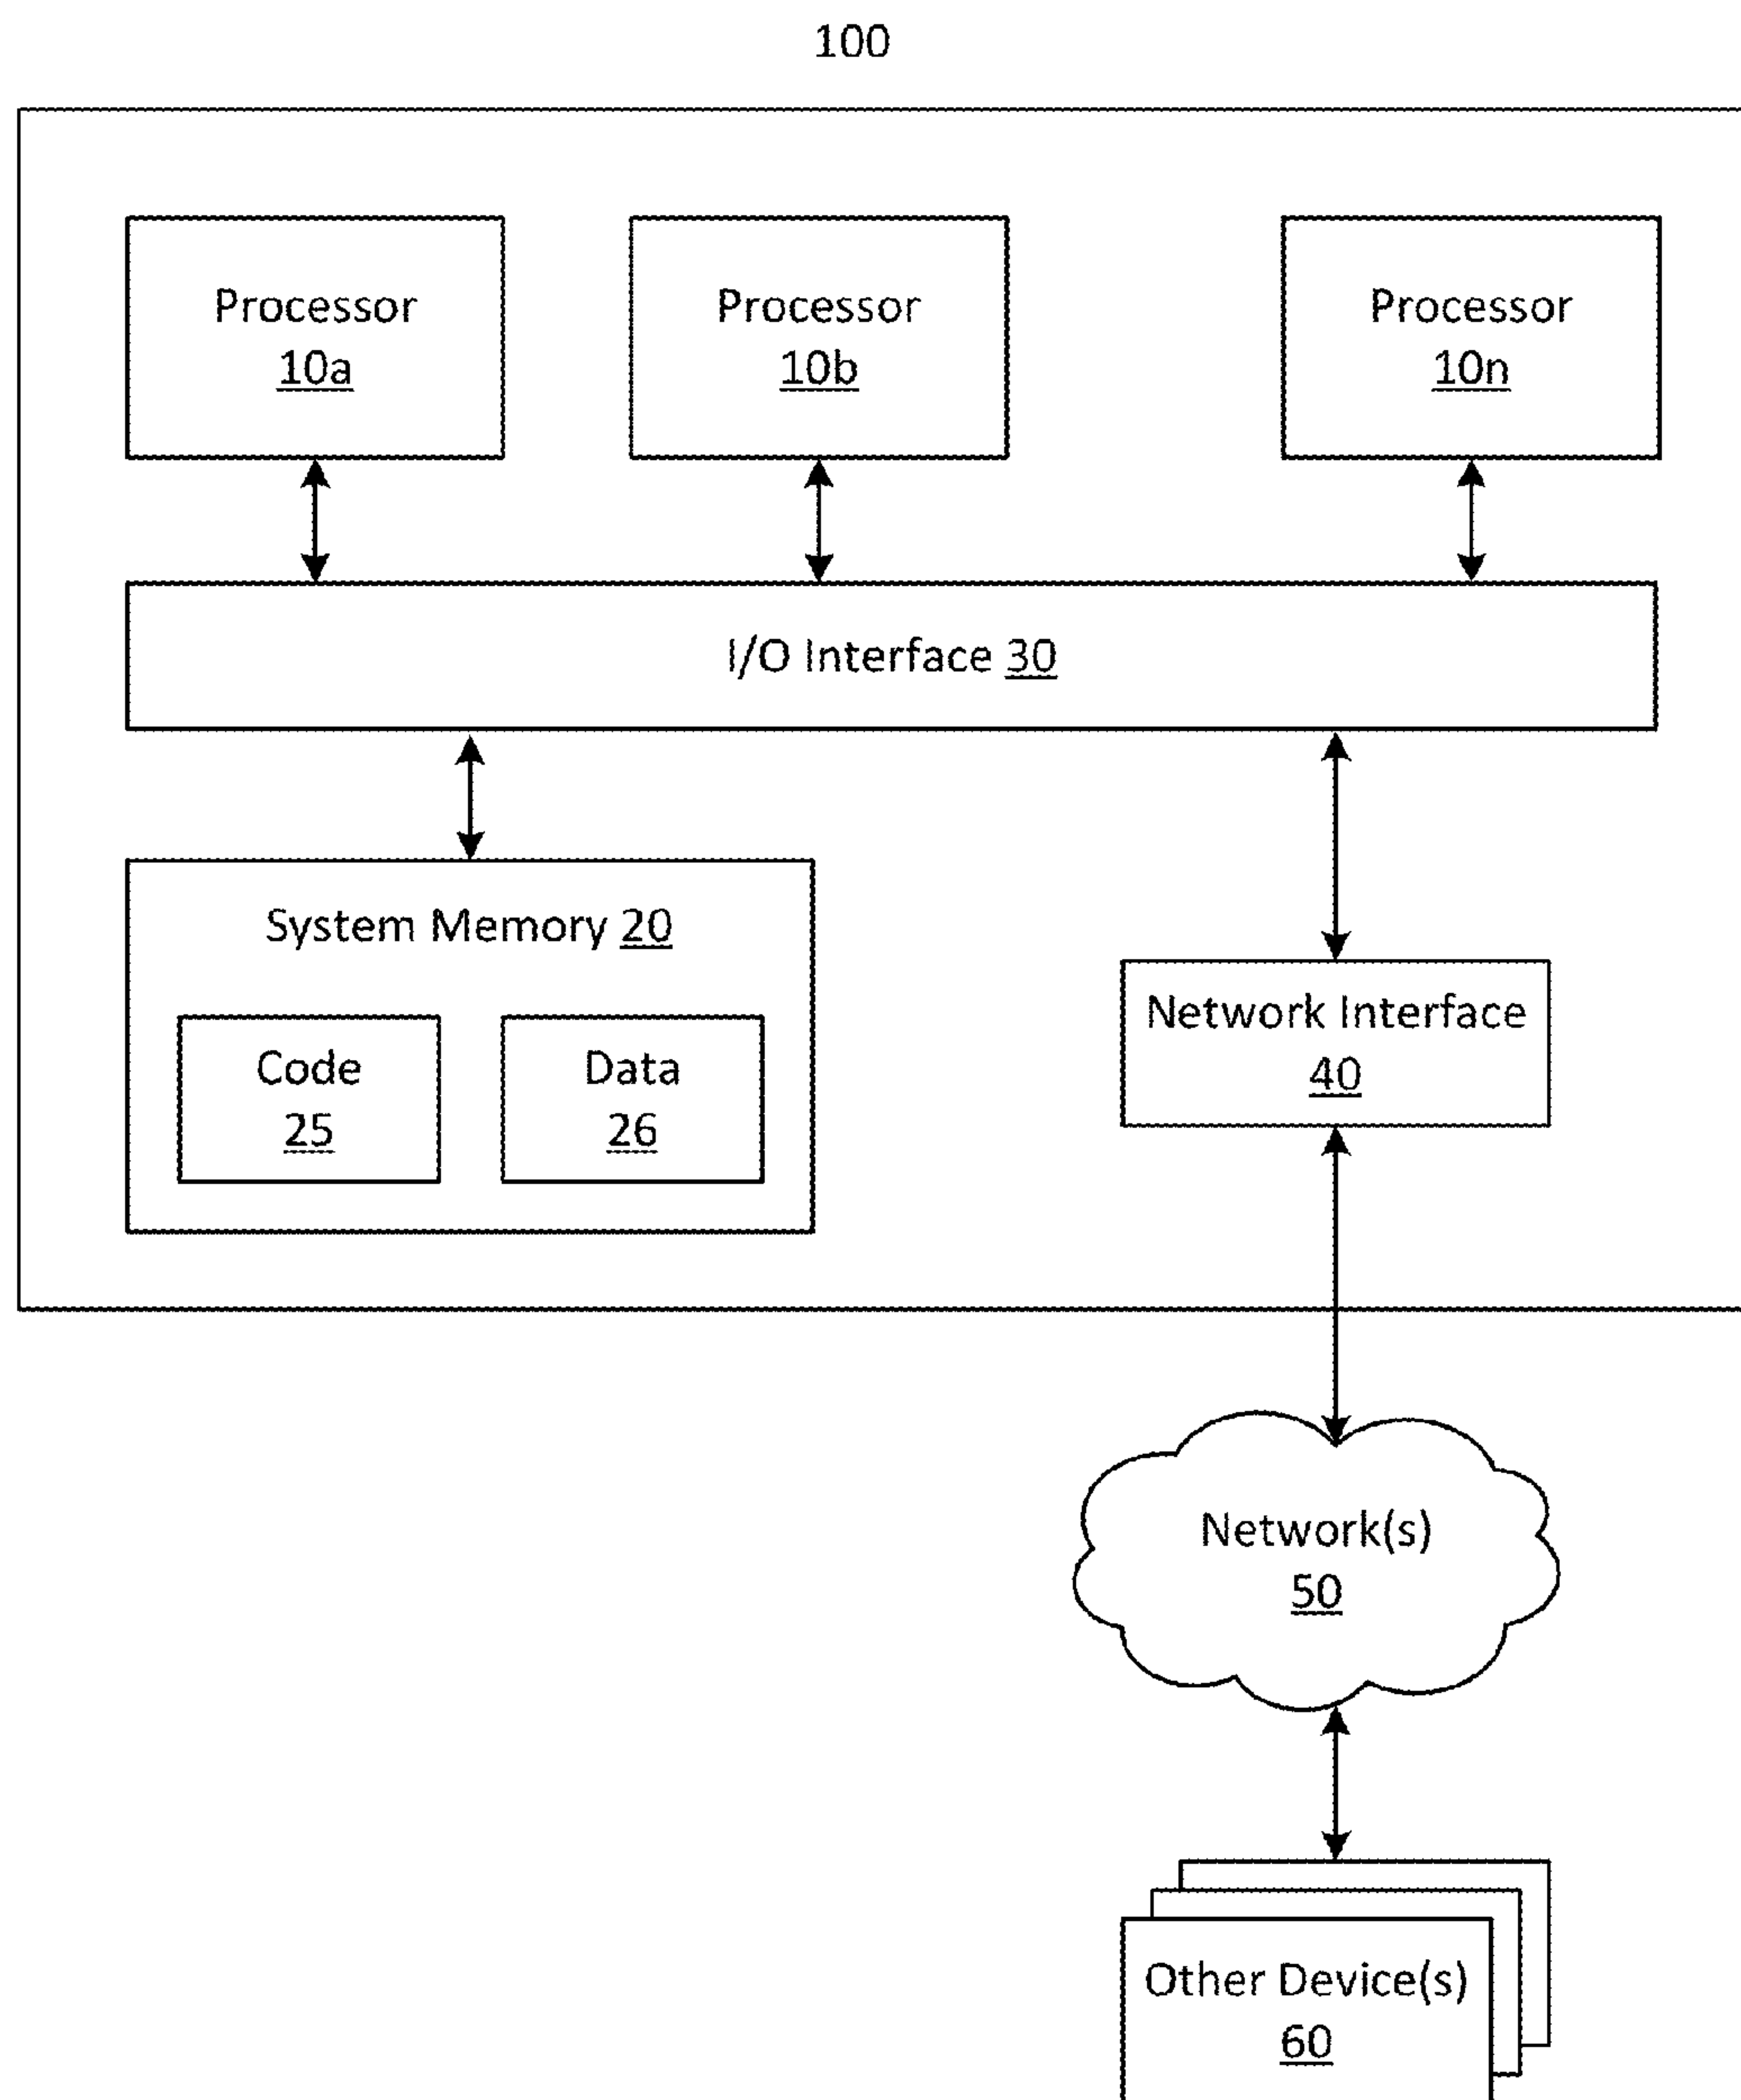 100
Processor
10a
Processor
10b
Processor
10n
I/O Interface 30
System Memory 20
Code
25
Data
26
Network Interface
40
Network(s)
50
Other Device(s)
60